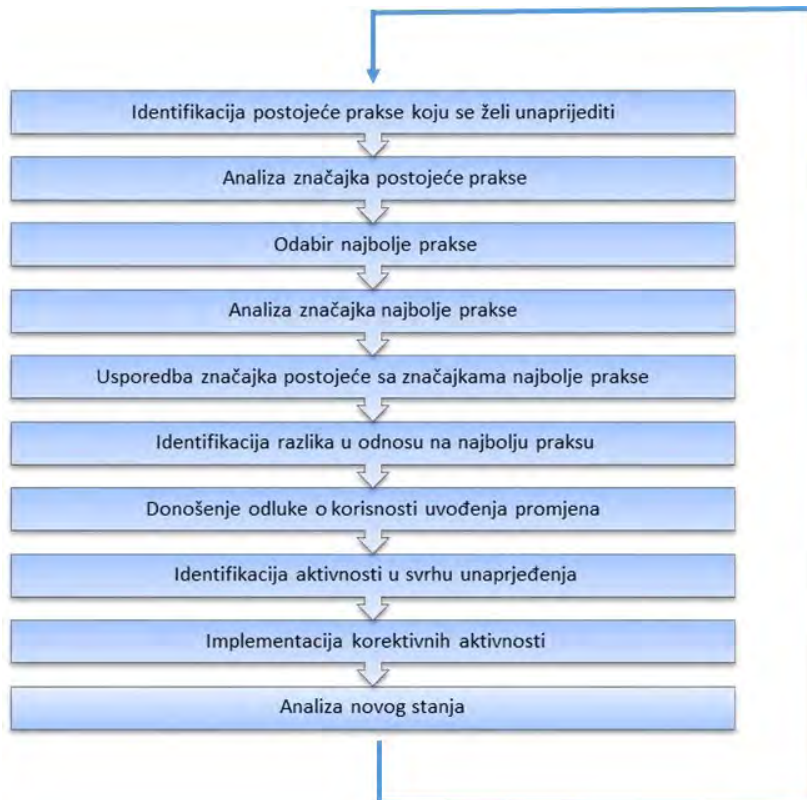 Identifikacija postojeće prakse koju se želi unaprijediti
Analiza značajka postojeće prakse
Odabir najbolje prakse
Analiza značajka najbolje prakse
Usporedba značajka postojeće sa značajkama najbolje prakse
Identifikacija razlika u odnosu na najbolju praksu
Donošenje odluke o korisnosti uvođenja promjena
Identifikacija aktivnosti u svrhu unaprjeđenja
Implementacija korektivnih aktivnosti
Analiza novog stanja